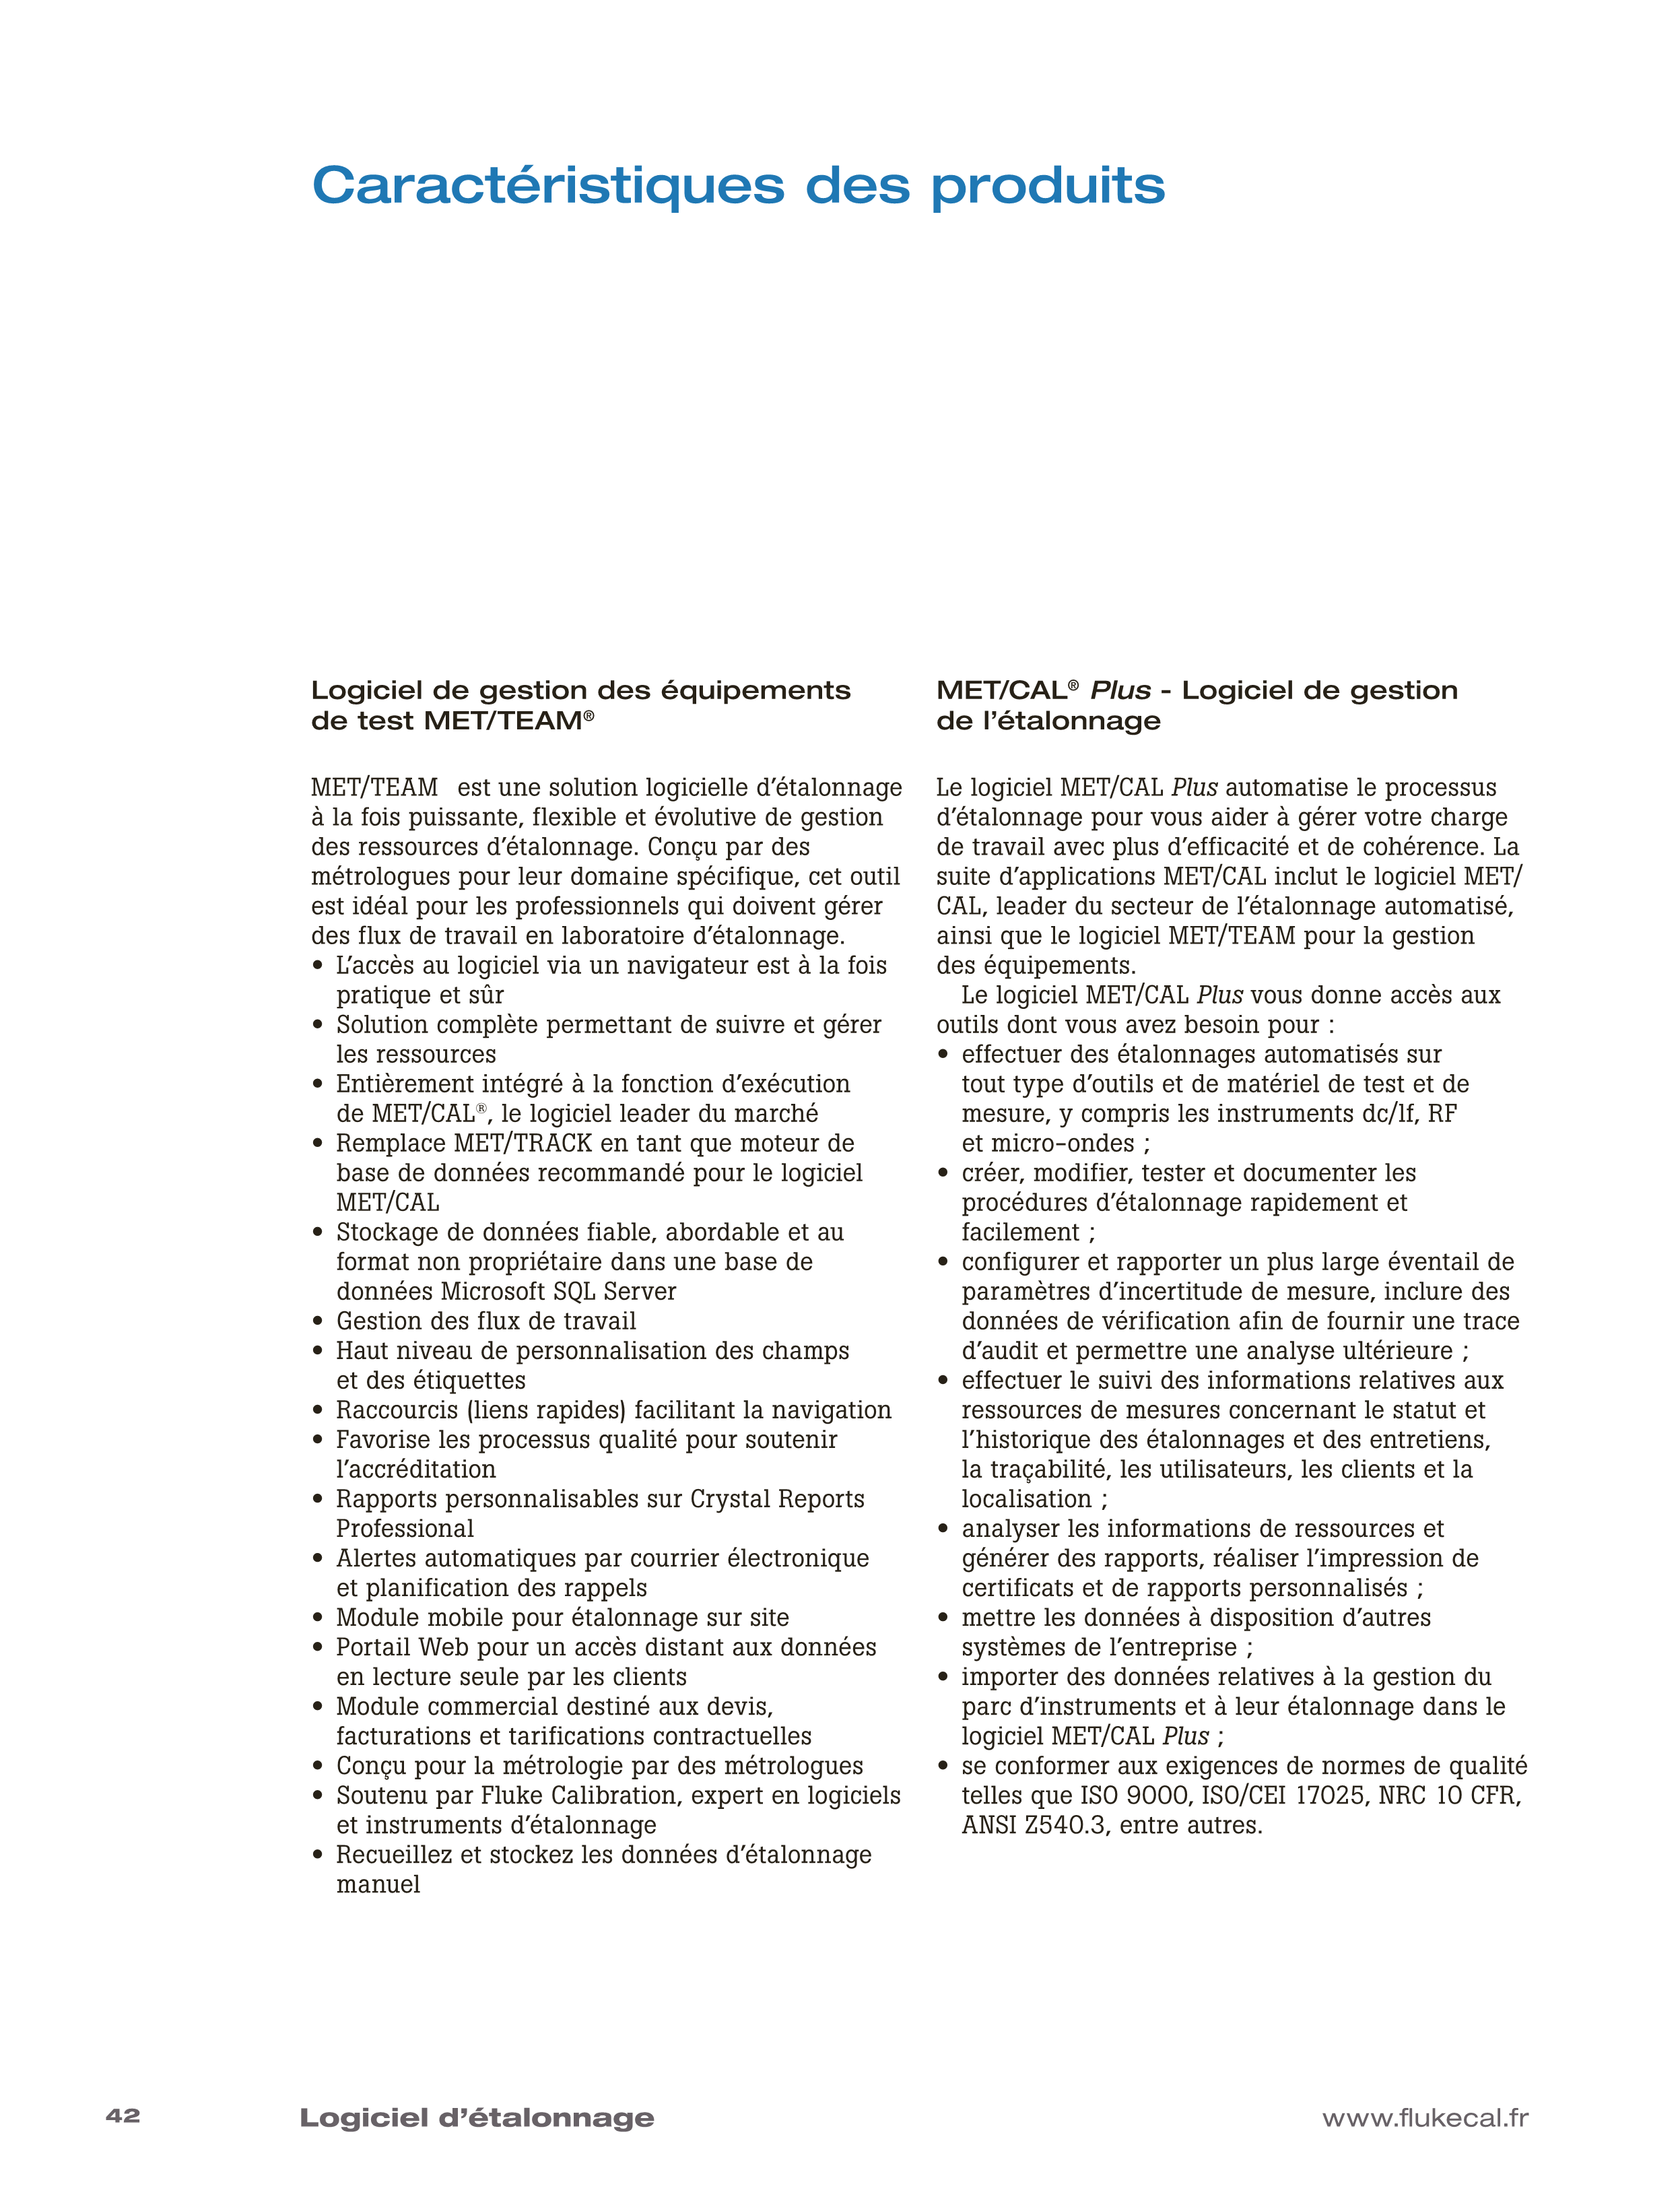 Caractéristiques des produits
Logiciel de gestion des équipements
de test MET/TEAM®
MET/TEAM est une solution logicielle d’étalonnage
à la fois puissante, flexible et évolutive de gestion
des ressources d’étalonnage. Conçu par des
métrologues pour leur domaine spécifique, cet outil
est idéal pour les professionnels qui doivent gérer
des flux de travail en laboratoire d’étalonnage.
• L’accès au logiciel via un navigateur est à la fois
pratique et sûr
• Solution complète permettant de suivre et gérer
les ressources
• Entièrement intégré à la fonction d’exécution
de MET/CAL®, le logiciel leader du marché
• Remplace MET/TRACK en tant que moteur de
base de données recommandé pour le logiciel
MET/CAL
• Stockage de données fiable, abordable et au
format non propriétaire dans une base de
données Microsoft SQL Server
• Gestion des flux de travail
• Haut niveau de personnalisation des champs
et des étiquettes
• Raccourcis (liens rapides) facilitant la navigation
• Favorise les processus qualité pour soutenir
l’accréditation
• Rapports personnalisables sur Crystal Reports
Professional
• Alertes automatiques par courrier électronique
et planification des rappels
• Module mobile pour étalonnage sur site
• Portail Web pour un accès distant aux données
en lecture seule par les clients
• Module commercial destiné aux devis,
facturations et tarifications contractuelles
• Conçu pour la métrologie par des métrologues
• Soutenu par Fluke Calibration, expert en logiciels
et instruments d’étalonnage
• Recueillez et stockez les données d’étalonnage
manuel
MET/CAL® Plus - Logiciel de gestion
de l’étalonnage
Le logiciel MET/CAL Plus automatise le processus
d’étalonnage pour vous aider à gérer votre charge
de travail avec plus d’efficacité et de cohérence. La
suite d’applications MET/CAL inclut le logiciel MET/
CAL, leader du secteur de l’étalonnage automatisé,
ainsi que le logiciel MET/TEAM pour la gestion
des équipements.
Le logiciel MET/CAL Plus vous donne accès aux
outils dont vous avez besoin pour :
• effectuer des étalonnages automatisés sur
tout type d’outils et de matériel de test et de
mesure, y compris les instruments dc/lf, RF
et micro-ondes ;
• créer, modifier, tester et documenter les
procédures d’étalonnage rapidement et
facilement ;
• configurer et rapporter un plus large éventail de
paramètres d’incertitude de mesure, inclure des
données de vérification afin de fournir une trace
d’audit et permettre une analyse ultérieure ;
• effectuer le suivi des informations relatives aux
ressources de mesures concernant le statut et
l’historique des étalonnages et des entretiens,
la traçabilité, les utilisateurs, les clients et la
localisation ;
• analyser les informations de ressources et
générer des rapports, réaliser l’impression de
certificats et de rapports personnalisés ;
• mettre les données à disposition d’autres
systèmes de l’entreprise ;
• importer des données relatives à la gestion du
parc d’instruments et à leur étalonnage dans le
logiciel MET/CAL Plus ;
• se conformer aux exigences de normes de qualité
telles que ISO 9000, ISO/CEI 17025, NRC 10 CFR,
ANSI Z540.3, entre autres.
42 Logiciel d’étalonnage www.flukecal.fr